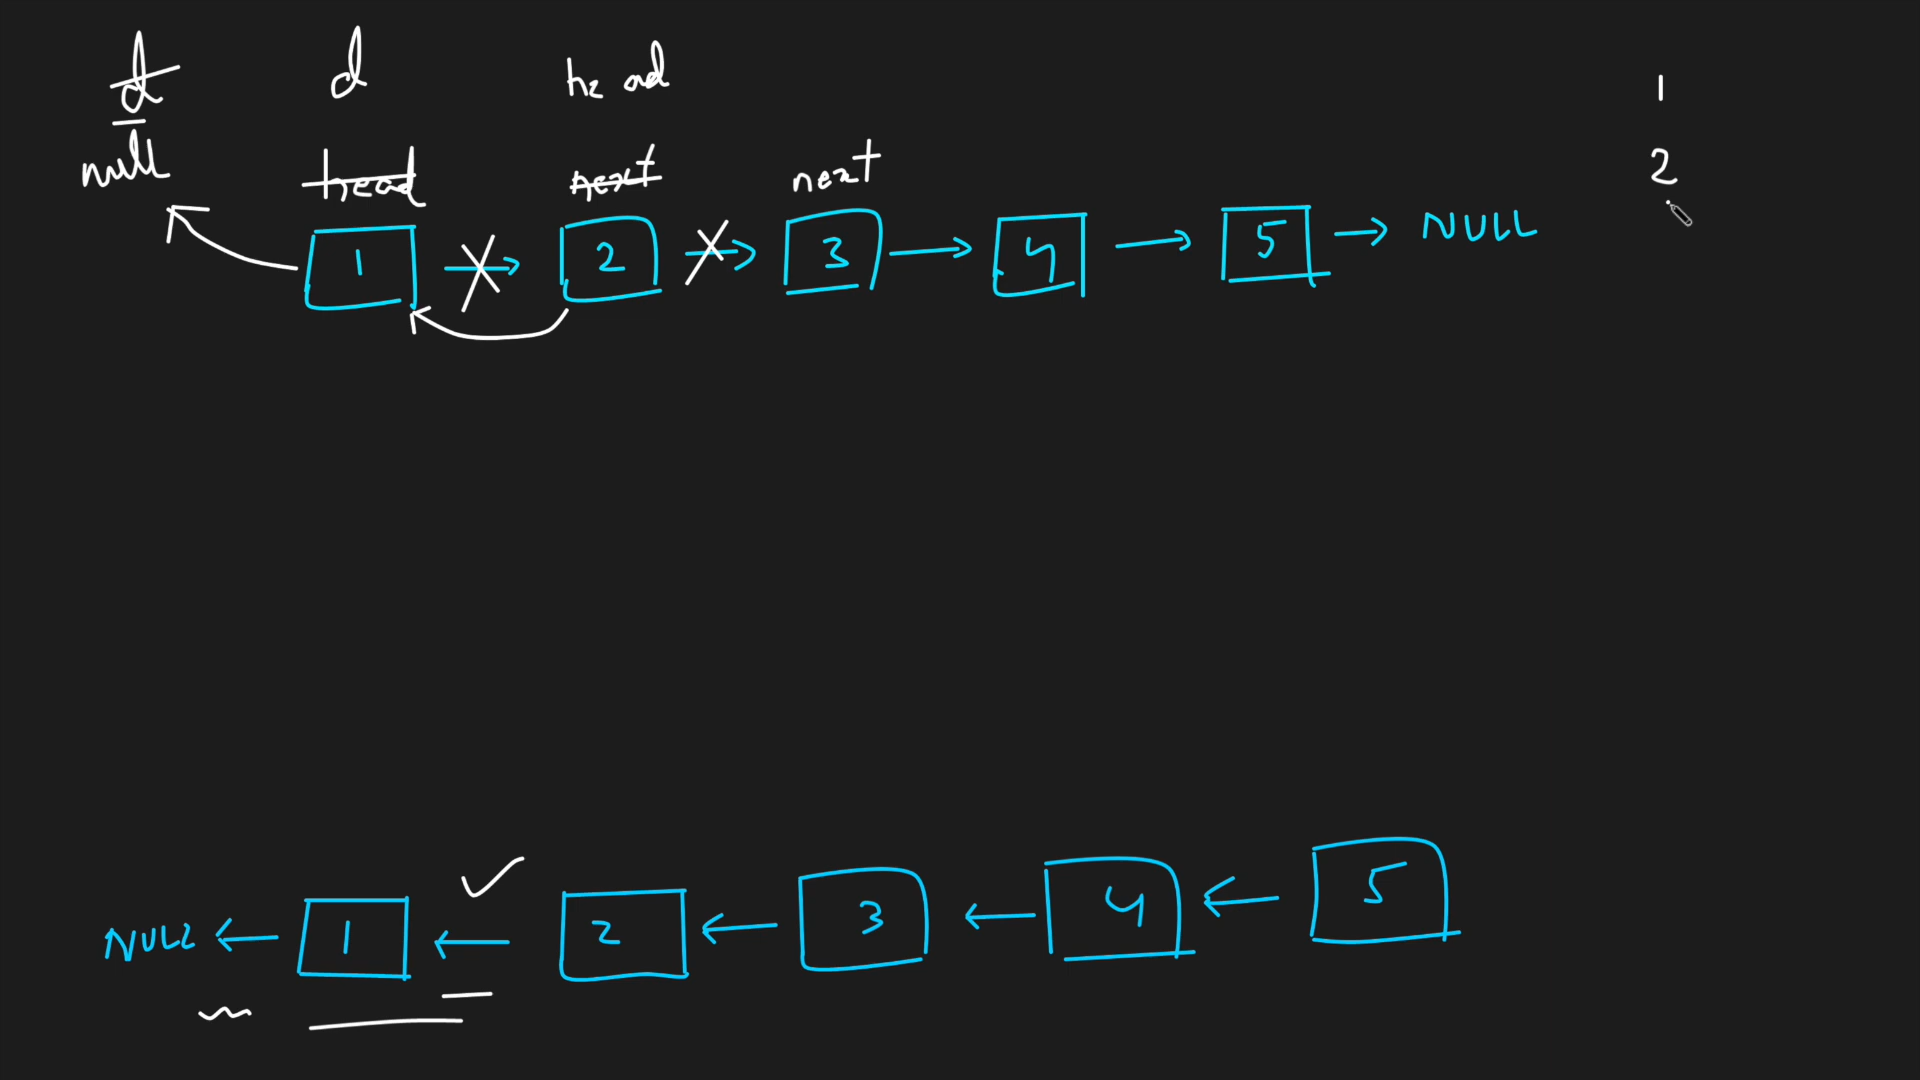 d d head
null head next next
1 → 2 → 3 → 4 → 5 → NULL
1
2
NULL ← 1 ← 2 ← 3 ← 4 ← 5